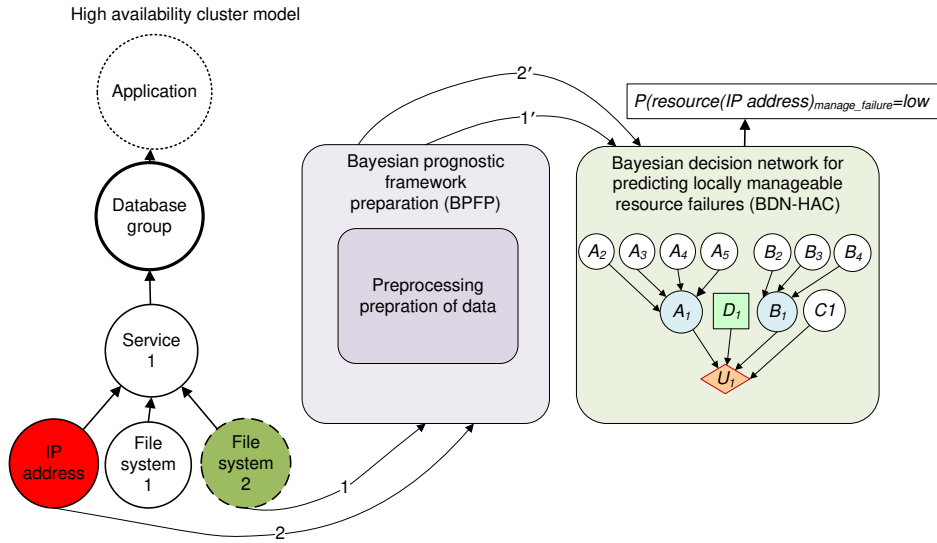 High availability cluster model
Application
Database
group
Service
1
IP
address
File
system
1
File
system
2
1
2
2′
1′
Bayesian prognostic
framework
preparation (BPFP)
Preprocessing
prepration of data
P(resource(IP address)manage_failure=low
Bayesian decision network for
predicting locally manageable
resource failures (BDN-HAC)
A2
A3
A4
A5
B2
B3
B4
A1
D1
B1
C1
U1